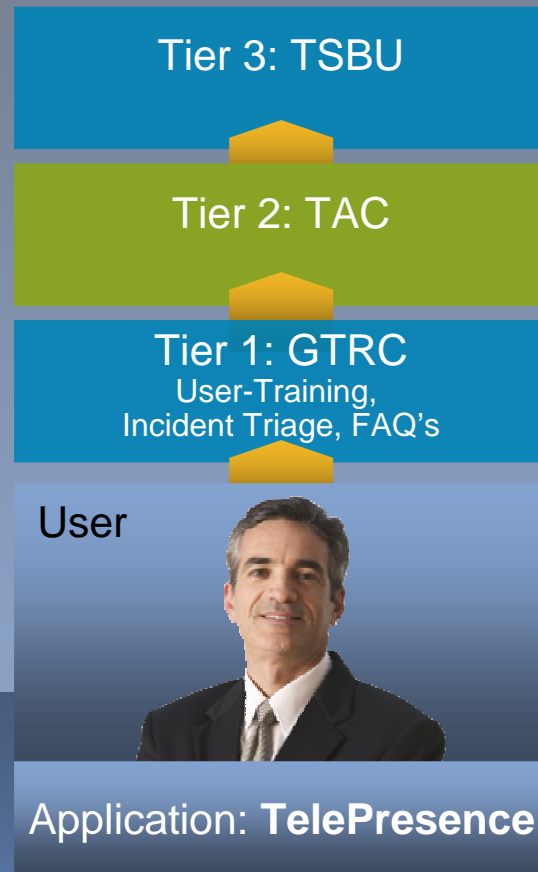 Tier 3: TSBU
Tier 2: TAC
Tier 1: GTRC
User-Training,
Incident Triage, FAQ's
User
Application: TelePresence